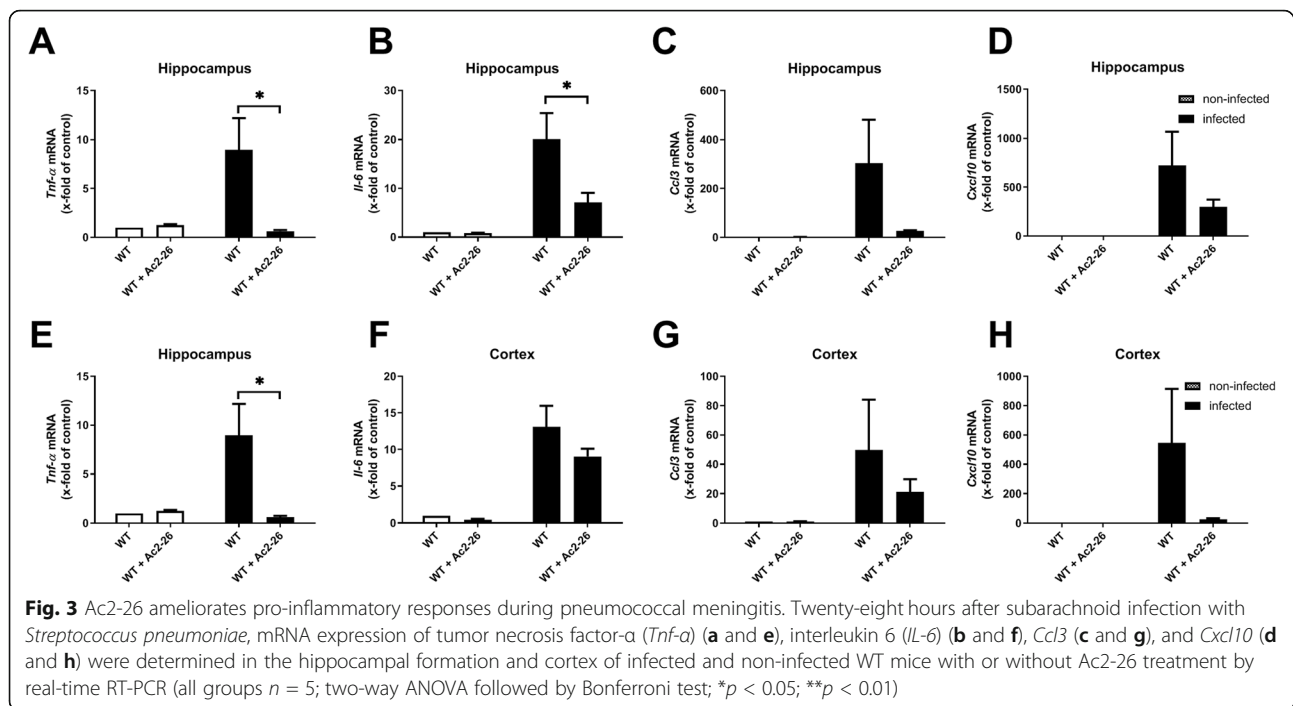 A
Hippocampus
Tnf-α mRNA
(x-fold of control)
15
10
5
0
*
WT
WT + Ac2-26
WT
WT + Ac2-26
B
Hippocampus
Il-6 mRNA
(x-fold of control)
30
20
10
0
*
WT
WT + Ac2-26
WT
WT + Ac2-26
C
Hippocampus
Ccl3 mRNA
(x-fold of control)
600
400
200
0
WT
WT + Ac2-26
WT
WT + Ac2-26
D
Hippocampus
Cxcl10 mRNA
(x-fold of control)
1500
1000
500
0
non-infected
infected
WT
WT + Ac2-26
WT
WT + Ac2-26
E
Hippocampus
Tnf-α mRNA
(x-fold of control)
15
10
5
0
*
WT
WT + Ac2-26
WT
WT + Ac2-26
F
Cortex
Il-6 mRNA
(x-fold of control)
20
15
10
5
0
WT
WT + Ac2-26
WT
WT + Ac2-26
G
Cortex
Ccl3 mRNA
(x-fold of control)
100
80
60
40
20
0
WT
WT + Ac2-26
WT
WT + Ac2-26
H
Cortex
Cxcl10 mRNA
(x-fold of control)
1000
800
600
400
200
0
non-infected
infected
WT
WT + Ac2-26
WT
WT + Ac2-26
Fig. 3 Ac2-26 ameliorates pro-inflammatory responses during pneumococcal meningitis. Twenty-eight hours after subarachnoid infection with
Streptococcus pneumoniae, mRNA expression of tumor necrosis factor-α (Tnf-α) (a and e), interleukin 6 (IL-6) (b and f), Ccl3 (c and g), and Cxcl10 (d
and h) were determined in the hippocampal formation and cortex of infected and non-infected WT mice with or without Ac2-26 treatment by
real-time RT-PCR (all groups n = 5; two-way ANOVA followed by Bonferroni test; *p < 0.05; **p < 0.01)